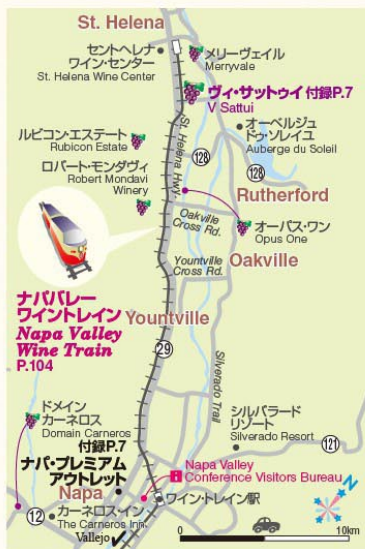 St. Helena
セントヘレナ
ワイン・センター
St. Helena Wine Center
メリーヴェイル
Merryvale
ヴィ・サットゥイ 付録P.7
V Sattui
オーベルジュ
ドゥ・ソレイユ
Auberge du Soleil
ルビコン・エステート
Rubicon Estate
St. Helena Hwy.
128
128
ロバート・モンダヴィ
Robert Mondavi
Winery
Rutherford
Oakville
Cross Rd.
オーパス・ワン
Opus One
Oakville
Yountville
Cross Rd.
ナパバレー
ワイントレイン
Napa Valley
Wine Train
P.104
Yountville
29
Silverado Trail
ドメイン
カーネロス
Domain Carneros
付録P.7
ナパ・プレミアム
アウトレット
シルバラード
リゾート
Silverado Resort
121
Napa
Napa Valley
Conference Visitors Bureau
12
カーネロス・イン
The Carneros Inn
ワイン・トレイン駅
Vallejo
N
0
10km